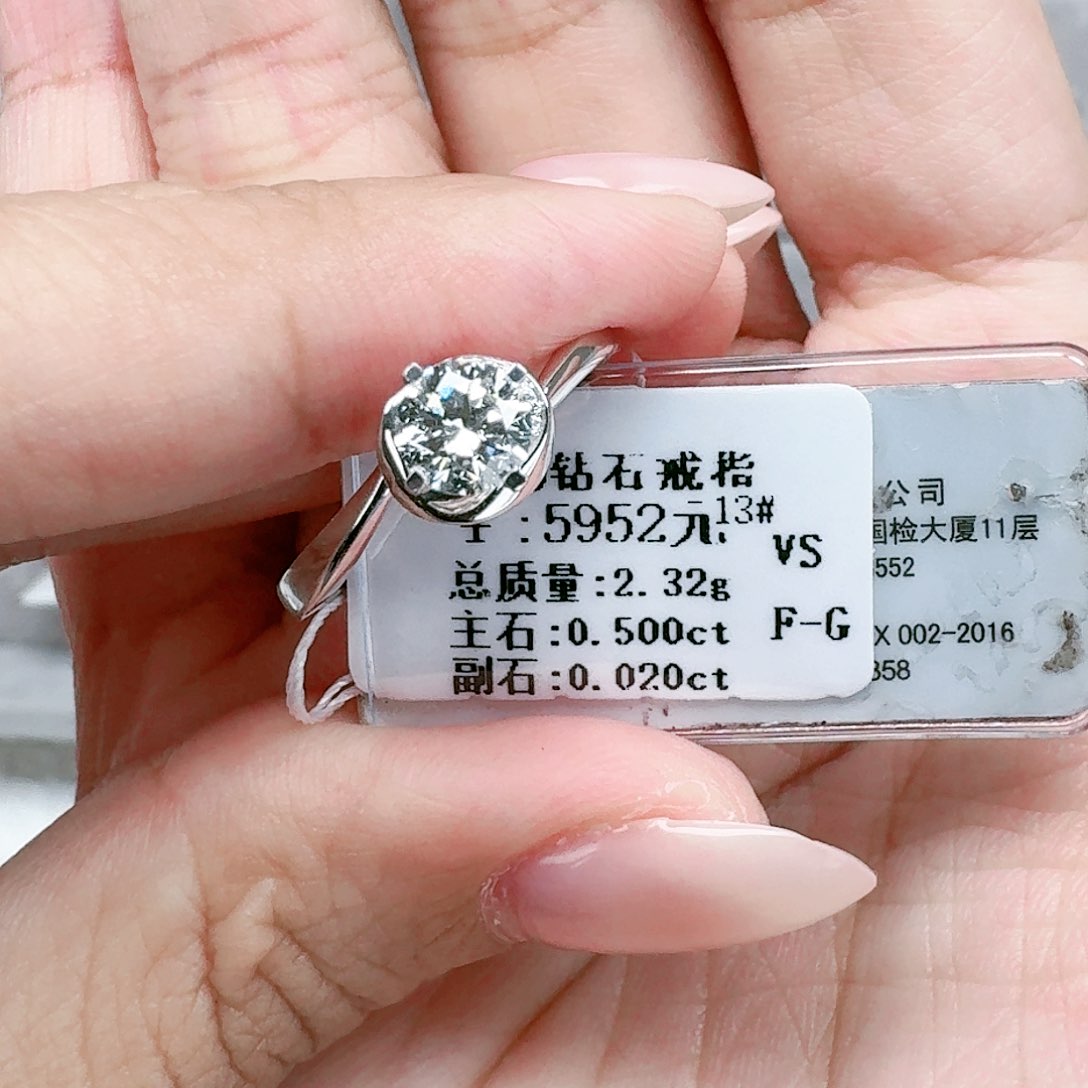 钻石戒指
:5952元 13#
VS
总质量:2.32g
主石:0.500ct F-G
副石:0.020ct
公司
国检大厦11层
552
X 002-2016
358